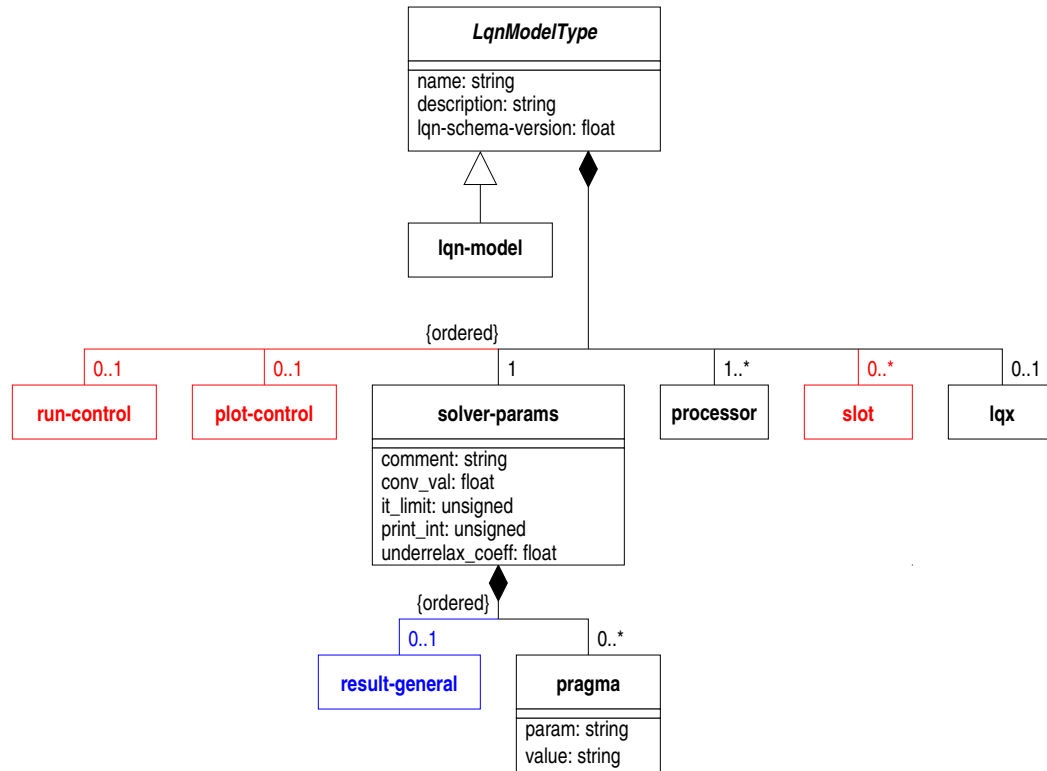 LqnModelType
name: string
description: string
lqn-schema-version: float
lqn-model
{ordered}
0..1
0..1
1
1..*
0..*
0..1
run-control
plot-control
solver-params
processor
slot
lqx
comment: string
conv_val: float
it_limit: unsigned
print_int: unsigned
underrelax_coeff: float
{ordered}
0..1
0..*
result-general
pragma
param: string
value: string